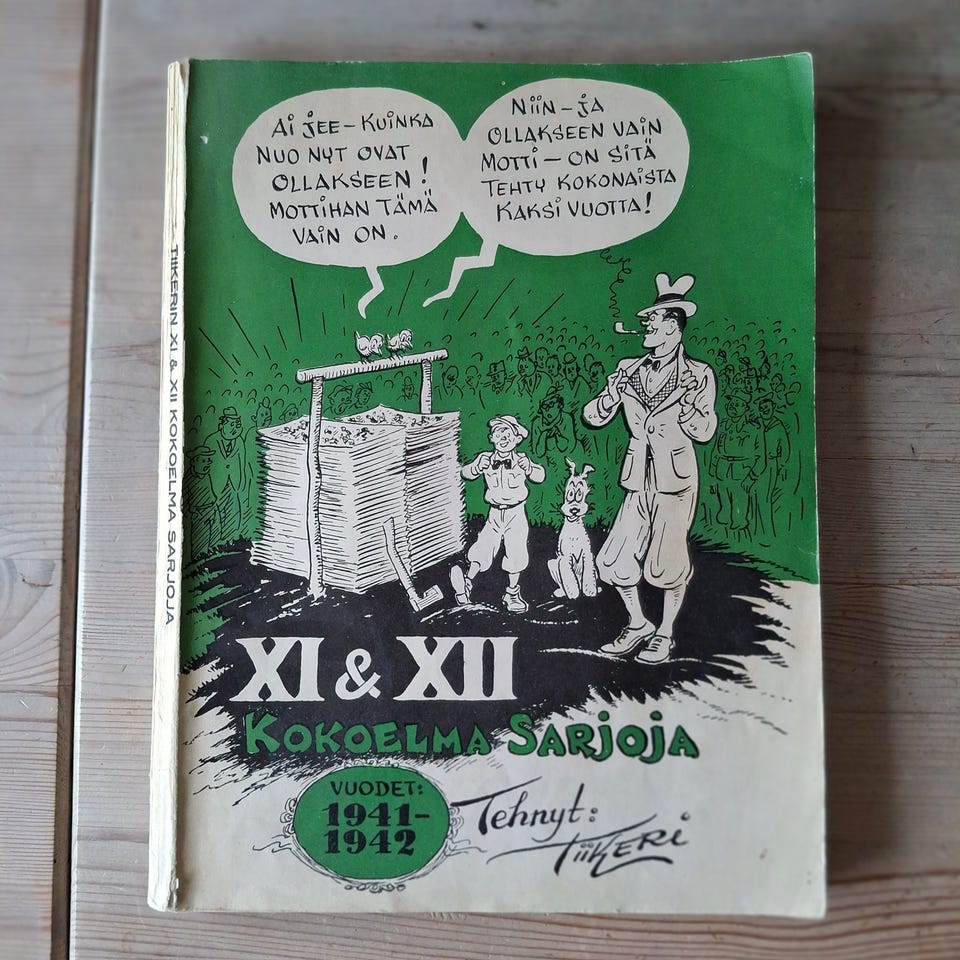 Ai jee – kuinka
nuo nyt ovat
ollakseen!
Mottihan tämä
vain on.
Niin – ja
ollakseen vain
motti – on sitä
tehty kokonaista
kaksi vuotta!
TIIKERIN XI & XII KOKOELMA SARJOJA
XI & XII
Kokoelma Sarjoja
VUODET:
1941-
1942
Tehnyt:
Tiikeri